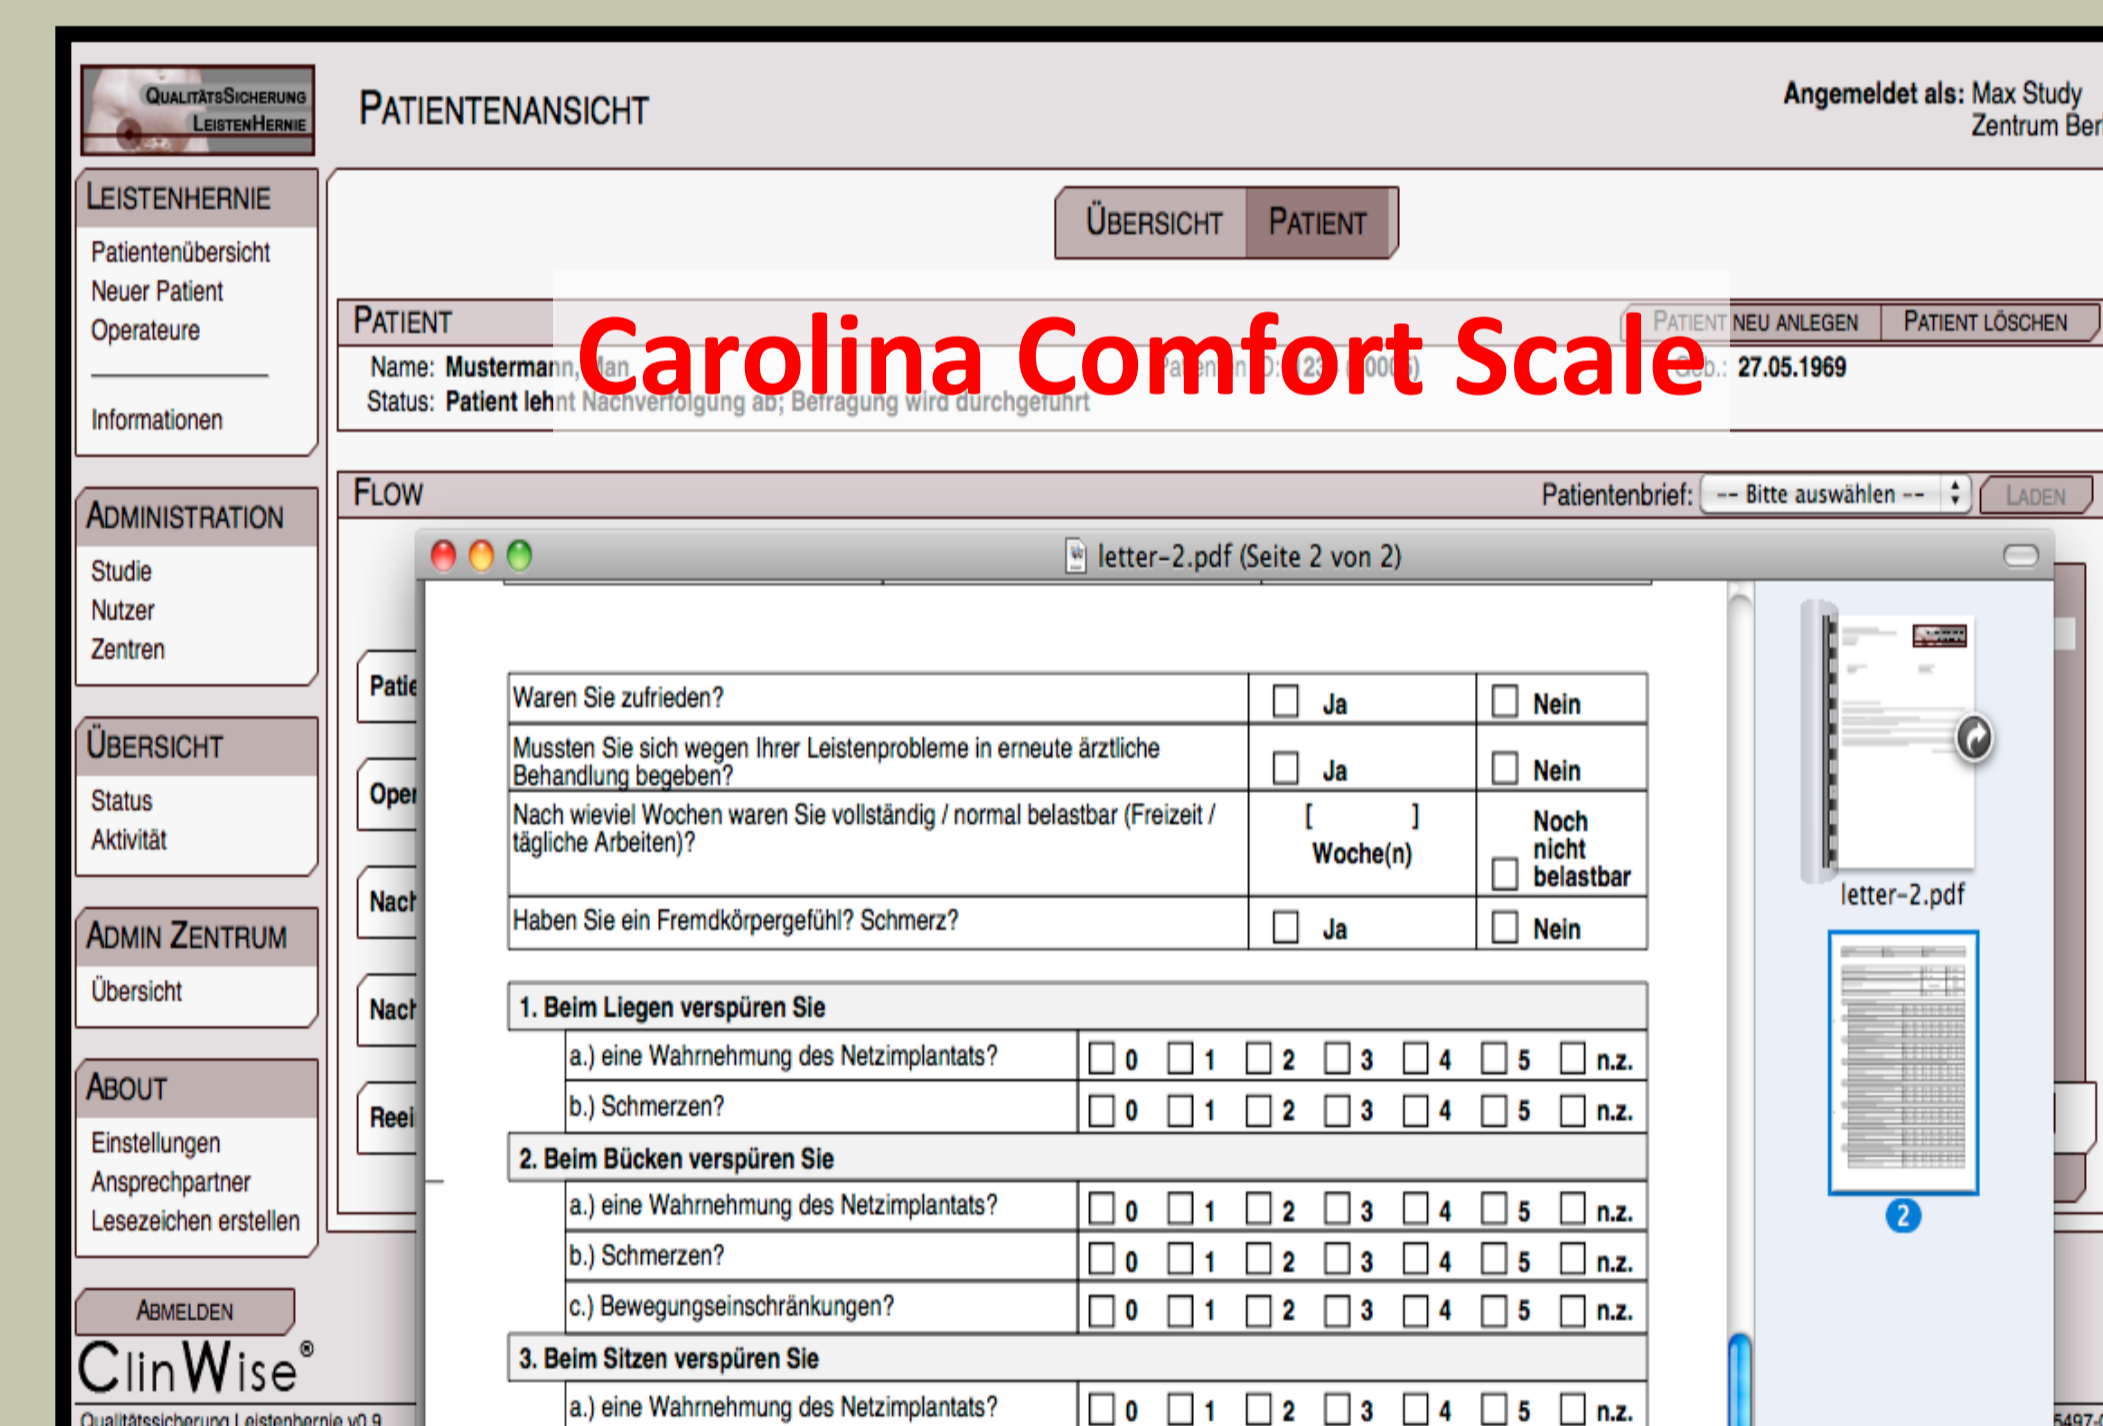 QUALITÄTSSICHERUNG
LEISTENHERNIE
PATIENTENANSICHT
Angemeldet als: Max Study
Zentrum
LEISTENHERNIE
Patientenübersicht
Neuer Patient
Operateure
Informationen
ADMINISTRATION
Studie
Nutzer
Zentren
ÜBERSICHT
Status
Aktivität
ADMIN ZENTRUM
Übersicht
ABOUT
Einstellungen
Ansprechpartner
Lesezeichen erstellen
ABMELDEN
ClinWise®
Qualitätssicherung Leistenhernie v0.9
ÜBERSICHT PATIENT
PATIENT PATIENT NEU ANLEGEN PATIENT LÖSCHEN
Carolina Comfort Scale
Name: Mustermann, Geb.: 27.05.1969
Status: Patient lehnt Nachverfolgung ab; Befragung wird durchgeführt
FLOW Patientenbrief: -- Bitte auswählen -- LADEN
letter-2.pdf (Seite 2 von 2)
Waren Sie zufrieden? Ja Nein
Mussten Sie sich wegen Ihrer Leistenprobleme in erneute ärztliche
Behandlung begeben? Ja Nein
Nach wieviel Wochen waren Sie vollständig / normal belastbar (Freizeit /
tägliche Arbeiten)? [ ] Woche(n) Noch nicht belastbar
Haben Sie ein Fremdkörpergefühl? Schmerz? Ja Nein
1. Beim Liegen verspüren Sie
a.) eine Wahrnehmung des Netzimplantats? 0 1 2 3 4 5 n.z.
b.) Schmerzen? 0 1 2 3 4 5 n.z.
2. Beim Bücken verspüren Sie
a.) eine Wahrnehmung des Netzimplantats? 0 1 2 3 4 5 n.z.
b.) Schmerzen? 0 1 2 3 4 5 n.z.
c.) Bewegungseinschränkungen? 0 1 2 3 4 5 n.z.
3. Beim Sitzen verspüren Sie
a.) eine Wahrnehmung des Netzimplantats? 0 1 2 3 4 5 n.z.
letter-2.pdf
2